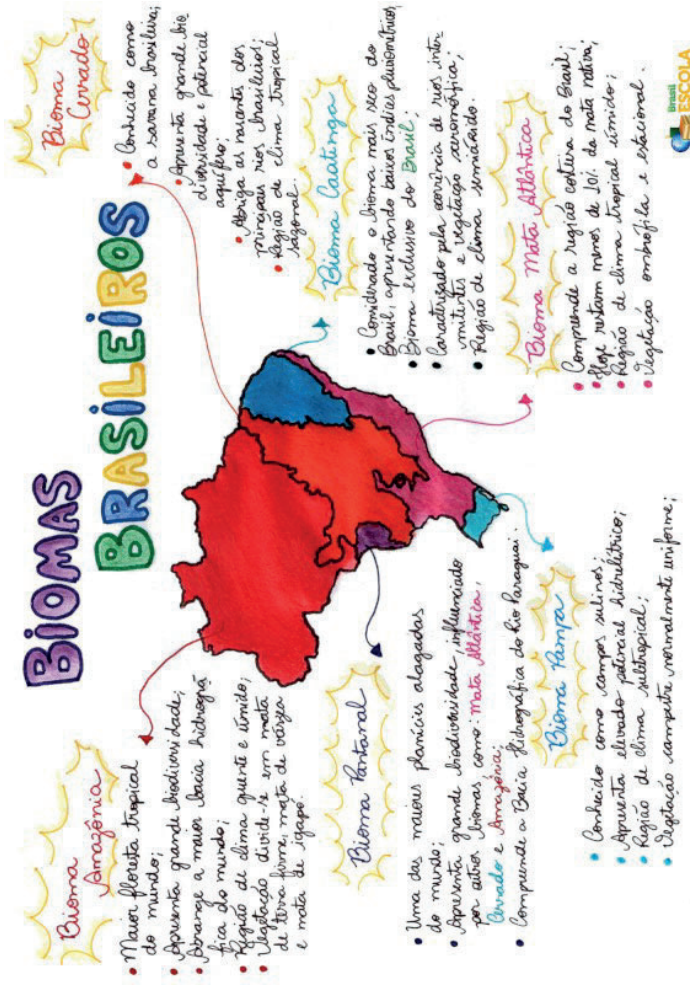 BIOMAS
BRASILEIROS
Bioma
Amazônia
• Maior floresta tropical
do mundo;
• Apresenta grande biodiversidade;
• Abrange a maior bacia hidrográ
fica do mundo;
• Região de clima quente e úmido;
• Vegetação divide-se em mata
de terra firme, mata de várzea
e mata de igapó.
Bioma Pantanal
• Uma das maiores planícies alagadas
do mundo;
• Apresenta grande biodiversidade, influenciado
por outros biomas como: Mata Atlântica,
Cerrado e Amazônia;
• Compreende a Bacia Hidrográfica do Rio Paraguai.
Bioma Pampa
• Conhecido como campos sulinos;
• Apresenta elevado potencial hidrelétrico;
• Região de clima subtropical;
• Vegetação campestre normalmente uniforme;
Bioma
Cerrado
• Conhecido como
a savana brasileira;
• Apresenta grande bio
diversidade e potencial
aquífero;
• Abriga as nascentes dos
principais rios brasileiros;
• Região de clima tropical
sazonal.
Bioma Caatinga
• Considerado o bioma mais seco do
Brasil, apresentando baixos índices pluviométricos;
• Bioma exclusivo do Brasil;
• Caracterizado pela ocorrência de rios inter
mitentes e vegetação xeromórfica;
• Região de clima semiárido.
Bioma Mata Atlântica
• Compreende a região costeira do Brasil;
• Hoje restam menos de 10% da mata nativa;
• Região de clima tropical úmido;
• Vegetação ombrófila e estacional.
Brasil
ESCOLA